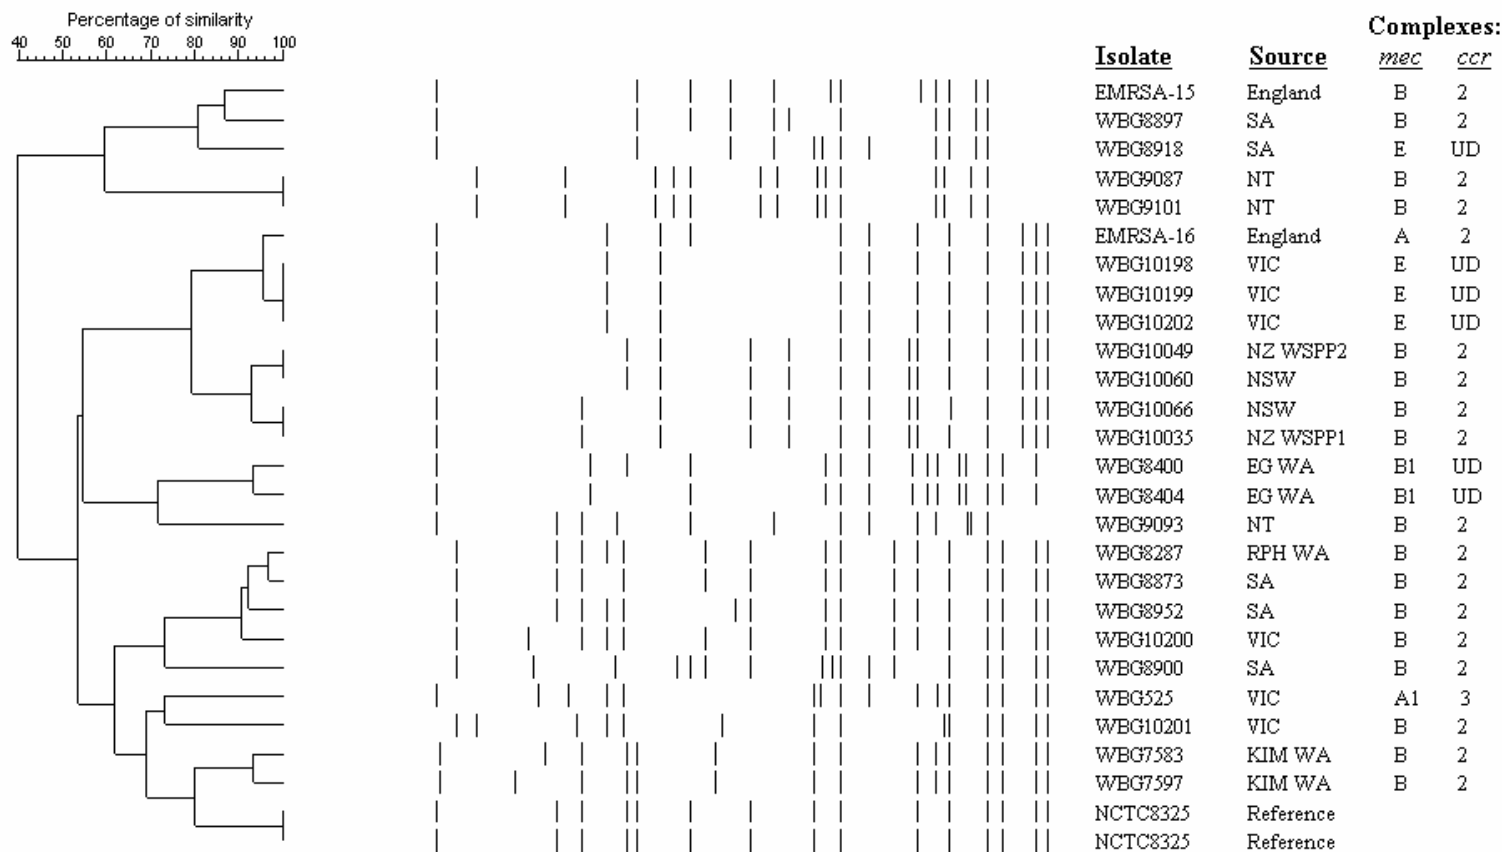 Percentage of similarity
40 50 60 70 80 90 100
Complexes:
Isolate Source mec ccr
EMRSA-15 England B 2
WBG8897 SA B 2
WBG8918 SA E UD
WBG9087 NT B 2
WBG9101 NT B 2
EMRSA-16 England A 2
WBG10198 VIC E UD
WBG10199 VIC E UD
WBG10202 VIC E UD
WBG10049 NZ WSPP2 B 2
WBG10060 NSW B 2
WBG10066 NSW B 2
WBG10035 NZ WSPP1 B 2
WBG8400 EG WA B1 UD
WBG8404 EG WA B1 UD
WBG9093 NT B 2
WBG8287 RPH WA B 2
WBG8873 SA B 2
WBG8952 SA B 2
WBG10200 VIC B 2
WBG8900 SA B 2
WBG525 VIC A1 3
WBG10201 VIC B 2
WBG7583 KIM WA B 2
WBG7597 KIM WA B 2
NCTC8325 Reference
NCTC8325 Reference